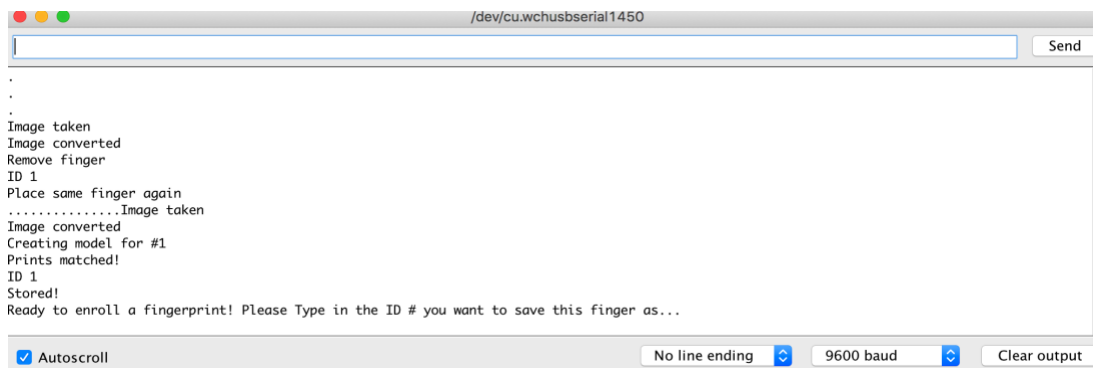 /dev/cu.wchusbserial1450
Send
.
.
.
Image taken
Image converted
Remove finger
ID 1
Place same finger again
...............Image taken
Image converted
Creating model for #1
Prints matched!
ID 1
Stored!
Ready to enroll a fingerprint! Please Type in the ID # you want to save this finger as...
Autoscroll No line ending 9600 baud Clear output